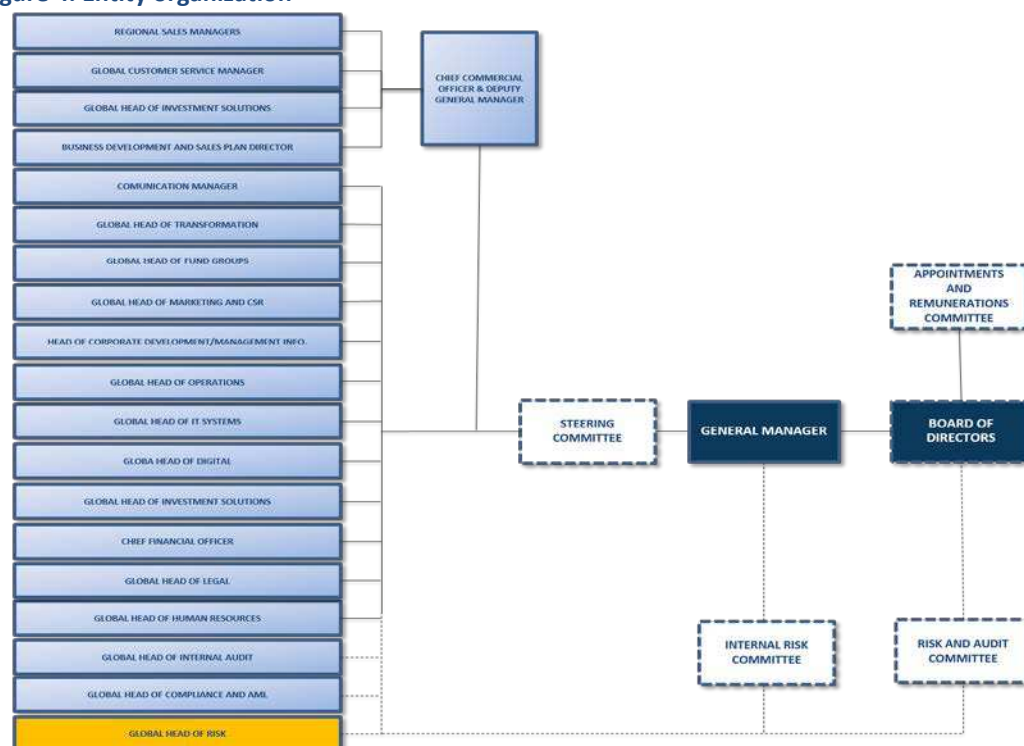 gure 4. Entity organization
REGIONAL SALES MANAGERS
GLOBAL CUSTOMER SERVICE MANAGER
GLOBAL HEAD OF INVESTMENT SOLUTIONS
BUSINESS DEVELOPMENT AND SALES PLAN DIRECTOR
COMUNICATION MANAGER
GLOBAL HEAD OF TRANSFORMATION
GLOBAL HEAD OF FUND GROUPS
GLOBAL HEAD OF MARKETING AND CSR
HEAD OF CORPORATE DEVELOPMENT/MANAGEMENT INFO.
GLOBAL HEAD OF OPERATIONS
GLOBAL HEAD OF IT SYSTEMS
GLOBA HEAD OF DIGITAL
GLOBAL HEAD OF INVESTMENT SOLUTIONS
CHIEF FINANCIAL OFFICER
GLOBAL HEAD OF LEGAL
GLOBAL HEAD OF HUMAN RESOURCES
GLOBAL HEAD OF INTERNAL AUDIT
GLOBAL HEAD OF COMPLIANCE AND AML
GLOBAL HEAD OF RISK
CHIEF COMMERCIAL
OFFICER & DEPUTY
GENERAL MANAGER
STEERING
COMMITTEE
GENERAL MANAGER
APPOINTMENTS
AND
REMUNERATIONS
COMMITTEE
BOARD OF
DIRECTORS
INTERNAL RISK
COMMITTEE
RISK AND AUDIT
COMMITTEE